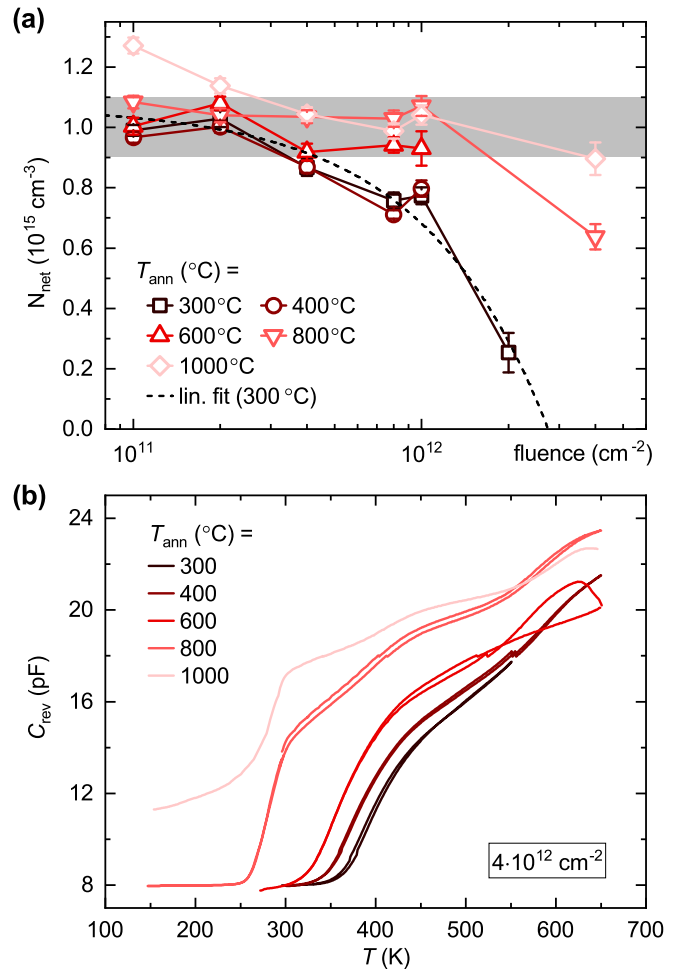 (a)
N_net (10^15 cm^-3)
1.2
1.0
0.8
0.6
0.4
0.2
0.0
T_ann (°C) =
300°C 400°C
600°C 800°C
1000°C
lin. fit (300 °C)
10^11 10^12 fluence (cm^-2)
(b)
C_rev (pF)
24
20
16
12
8
T_ann (°C) =
300
400
600
800
1000
4·10^12 cm^-2
100 200 300 400 500 600 700
T (K)